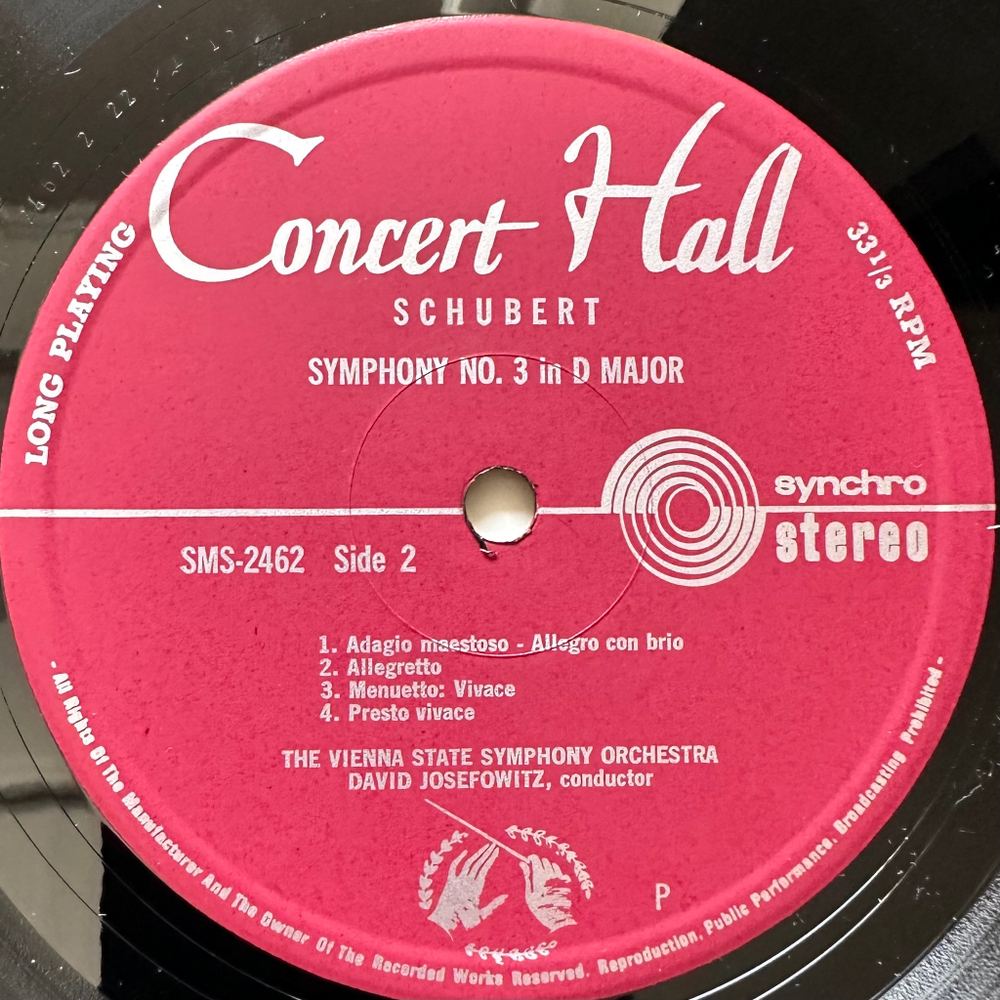 Concert Hall
LONG PLAYING
33 1/3 RPM
SCHUBERT
SYMPHONY NO. 3 in D MAJOR
synchro
stereo
SMS-2462 Side 2
1. Adagio maestoso - Allegro con brio
2. Allegretto
3. Menuetto: Vivace
4. Presto vivace
THE VIENNA STATE SYMPHONY ORCHESTRA
DAVID JOSEFOWITZ, conductor
P
- All Rights Of The Manufacturer And The Owner Of The Recorded Works Reserved. Reproduction, Public Performance, Broadcasting Prohibited -